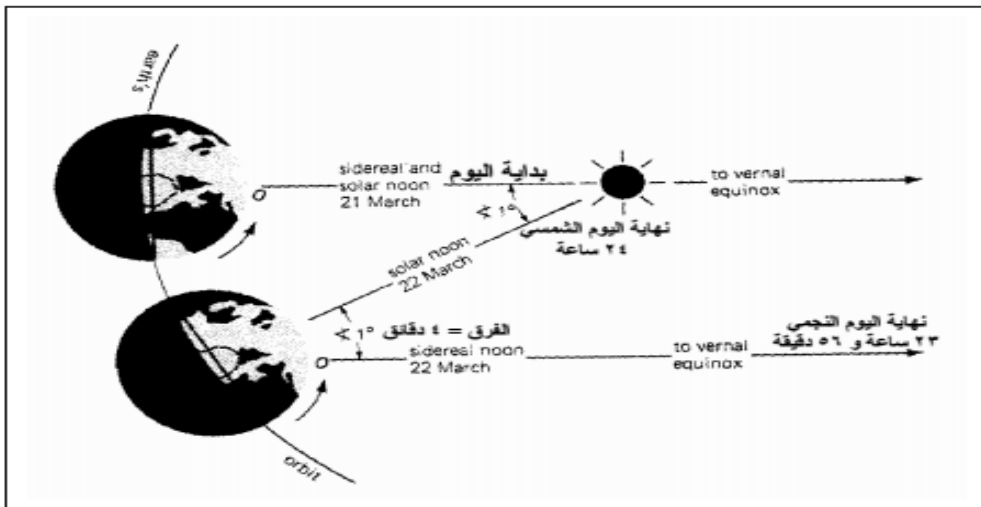 earth's
sidereal and
solar noon
21 March
بداية اليوم
to vernal
equinox
∢ 1°
نهاية اليوم الشمسي
٢٤ ساعة
solar noon
22 March
∢ 1°
الفرق = ٤ دقائق
sidereal noon
22 March
to vernal
equinox
نهاية اليوم النجمي
٢٣ ساعة و ٥٦ دقيقة
orbit